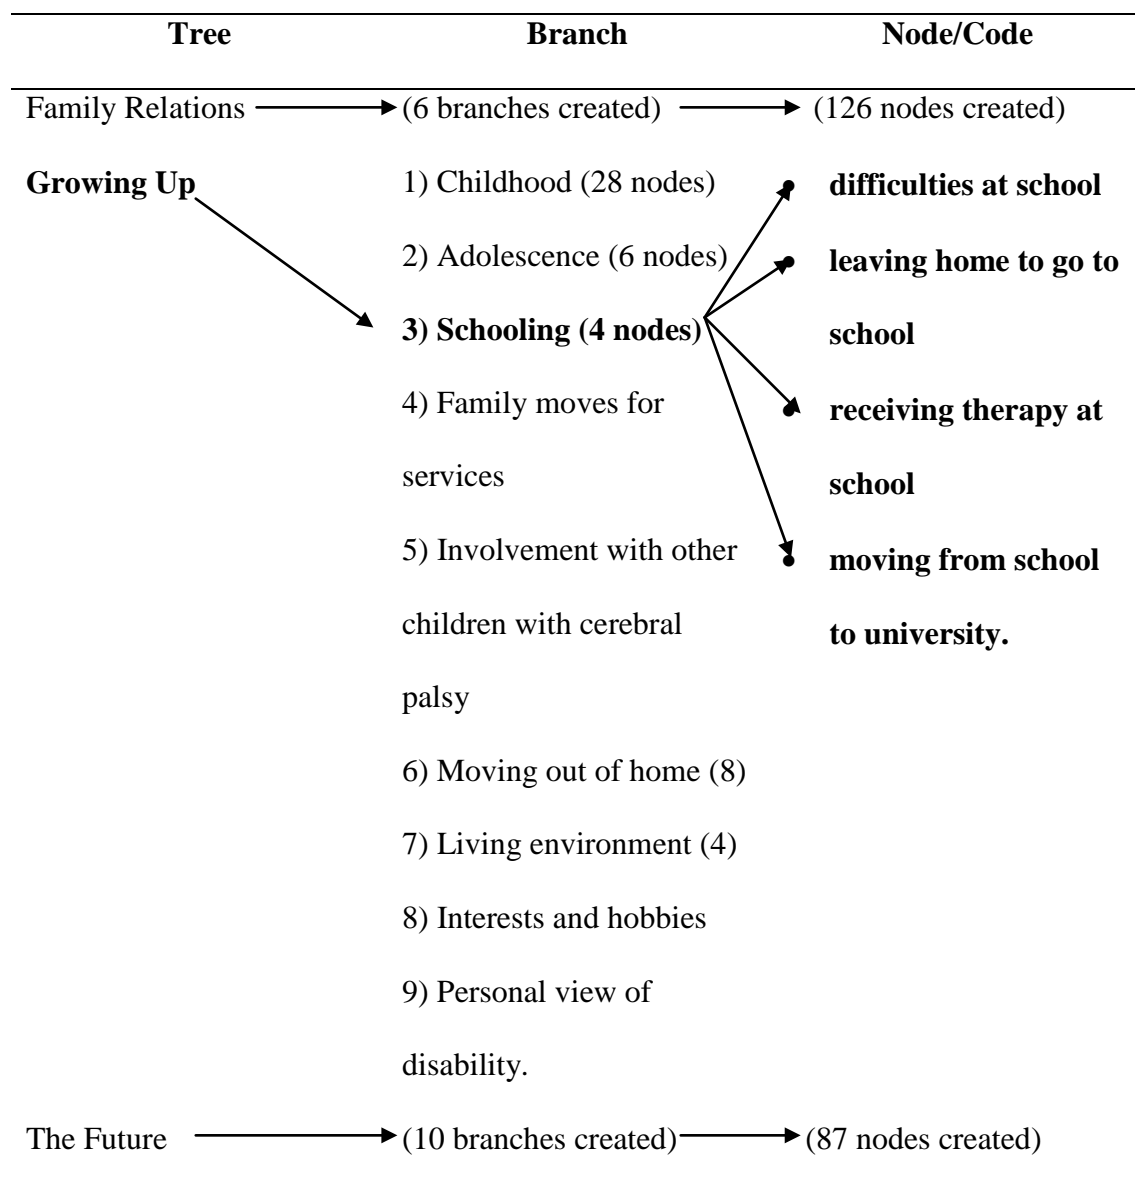 Tree Branch Node/Code
Family Relations (6 branches created) (126 nodes created)
Growing Up 1) Childhood (28 nodes) • difficulties at school
2) Adolescence (6 nodes) • leaving home to go to
3) Schooling (4 nodes) school
4) Family moves for • receiving therapy at
services school
5) Involvement with other • moving from school
children with cerebral to university.
palsy
6) Moving out of home (8)
7) Living environment (4)
8) Interests and hobbies
9) Personal view of
disability.
The Future (10 branches created) (87 nodes created)